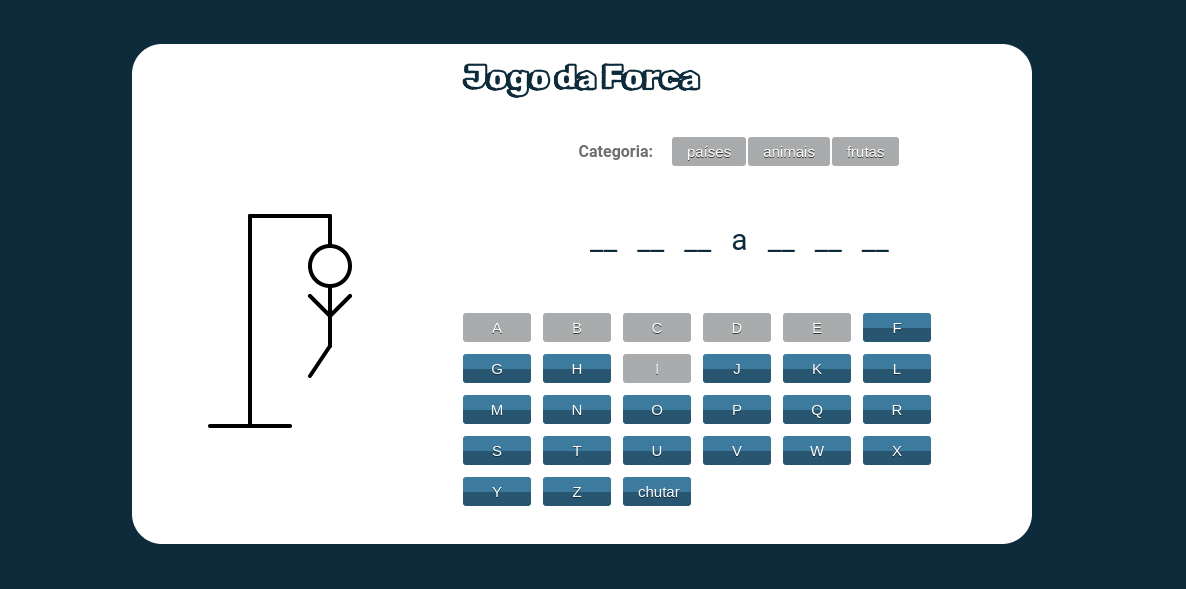 Jogo da Forca
Categoria: países animais frutas
__ __ __ a __ __ __
A B C D E F
G H I J K L
M N O P Q R
S T U V W X
Y Z chutar